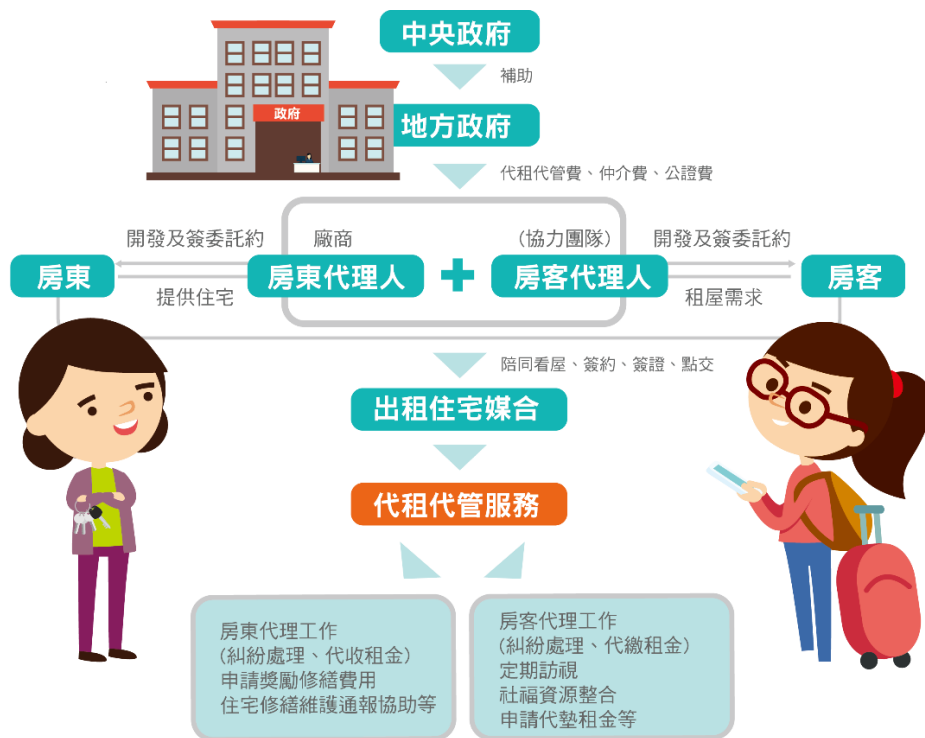 中央政府
補助
政府
地方政府
代租代管費、仲介費、公證費
開發及簽委託約
廠商
(協力團隊)
開發及簽委託約
房東
房東代理人
房客代理人
房客
提供住宅
租屋需求
陪同看屋、簽約、簽證、點交
出租住宅媒合
代租代管服務
房東代理工作
(糾紛處理、代收租金)
申請獎勵修繕費用
住宅修繕維護通報協助等
房客代理工作
(糾紛處理、代繳租金)
定期訪視
社福資源整合
申請代墊租金等